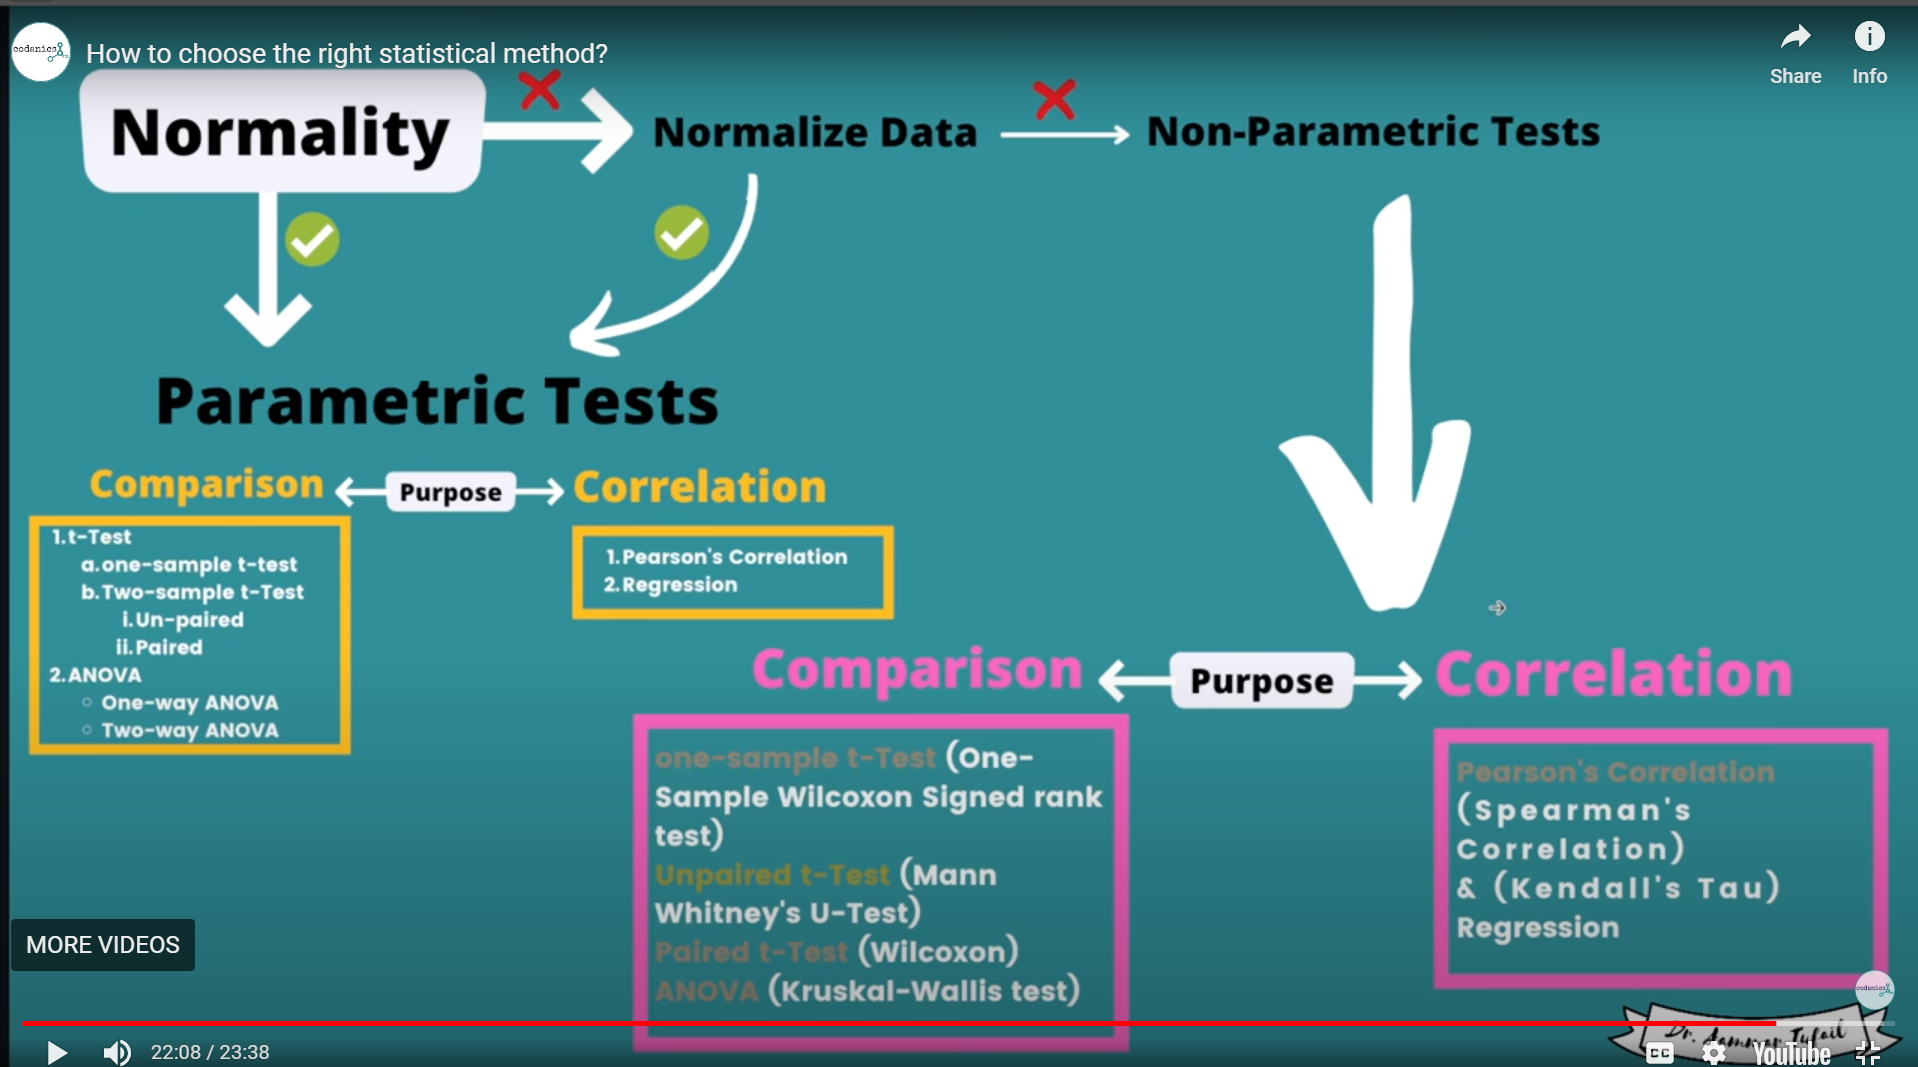 codanics
How to choose the right statistical method?
Share
Info
Normality
Normalize Data
Non-Parametric Tests
Parametric Tests
Comparison
Purpose
Correlation
1.t-Test
a.one-sample t-test
b.Two-sample t-Test
i.Un-paired
ii.Paired
2.ANOVA
One-way ANOVA
Two-way ANOVA
1.Pearson's Correlation
2.Regression
Comparison
Purpose
Correlation
one-sample t-Test (One-
Sample Wilcoxon Signed rank
test)
Unpaired t-Test (Mann
Whitney's U-Test)
Paired t-Test (Wilcoxon)
ANOVA (Kruskal-Wallis test)
Pearson's Correlation
(Spearman's
Correlation)
& (Kendall's Tau)
Regression
MORE VIDEOS
codanics
Dr. Aammar Tufail
22:08 / 23:38
CC
YouTube